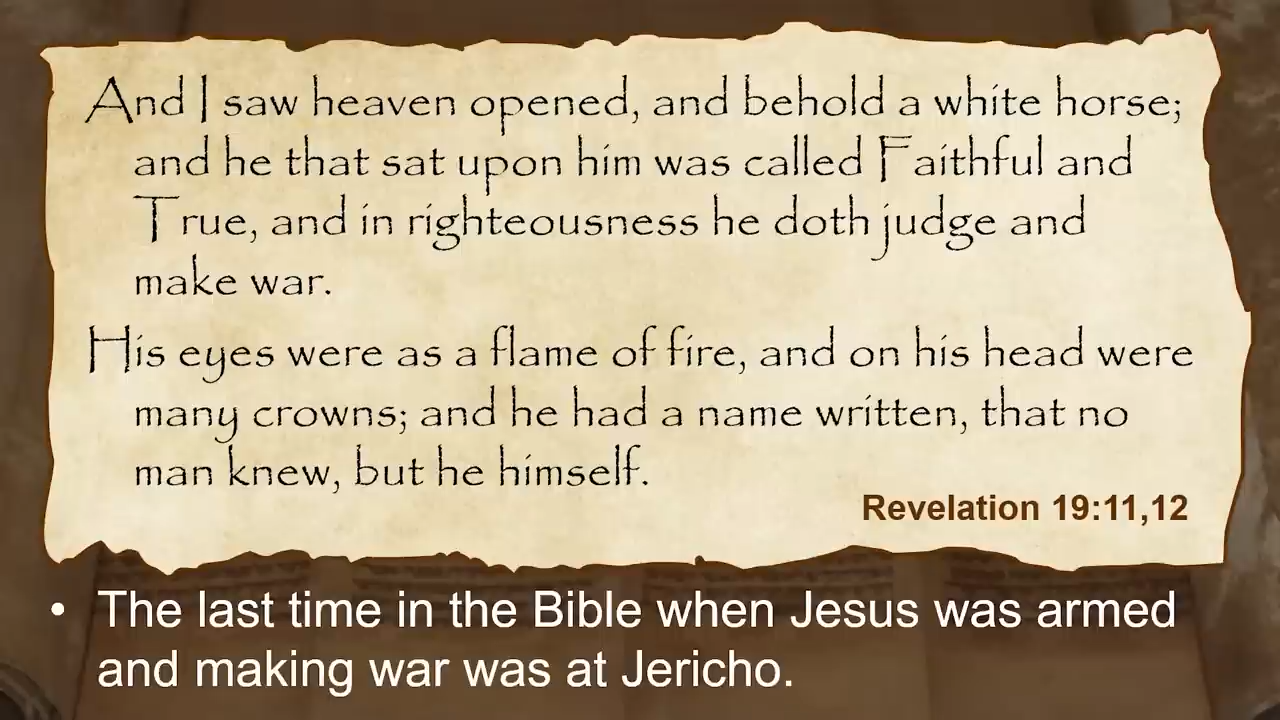 And I saw heaven opened, and behold a white horse;
and he that sat upon him was called Faithful and
True, and in righteousness he doth judge and
make war.
His eyes were as a flame of fire, and on his head were
many crowns; and he had a name written, that no
man knew, but he himself.
Revelation 19:11,12
• The last time in the Bible when Jesus was armed
and making war was at Jericho.